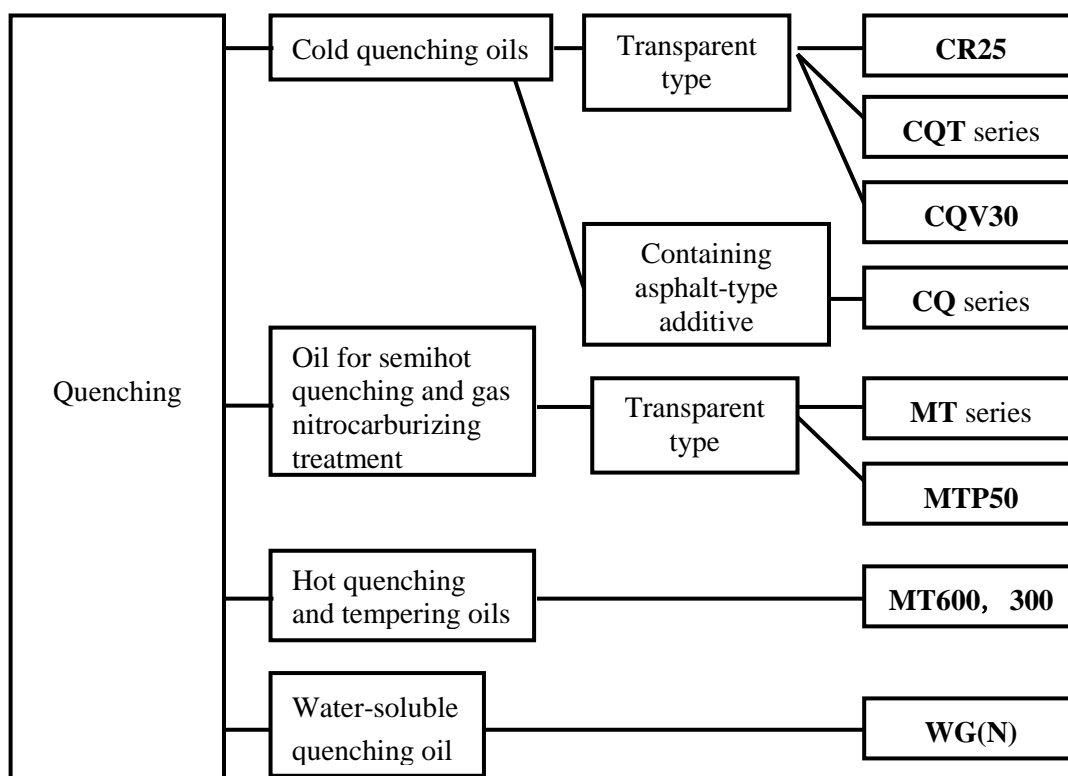 Quenching
Cold quenching oils
Transparent
type
CR25
CQT series
CQV30
Containing
asphalt-type
additive
CQ series
Oil for semihot
quenching and gas
nitrocarburizing
treatment
Transparent
type
MT series
MTP50
Hot quenching
and tempering oils
MT600，300
Water-soluble
quenching oil
WG(N)